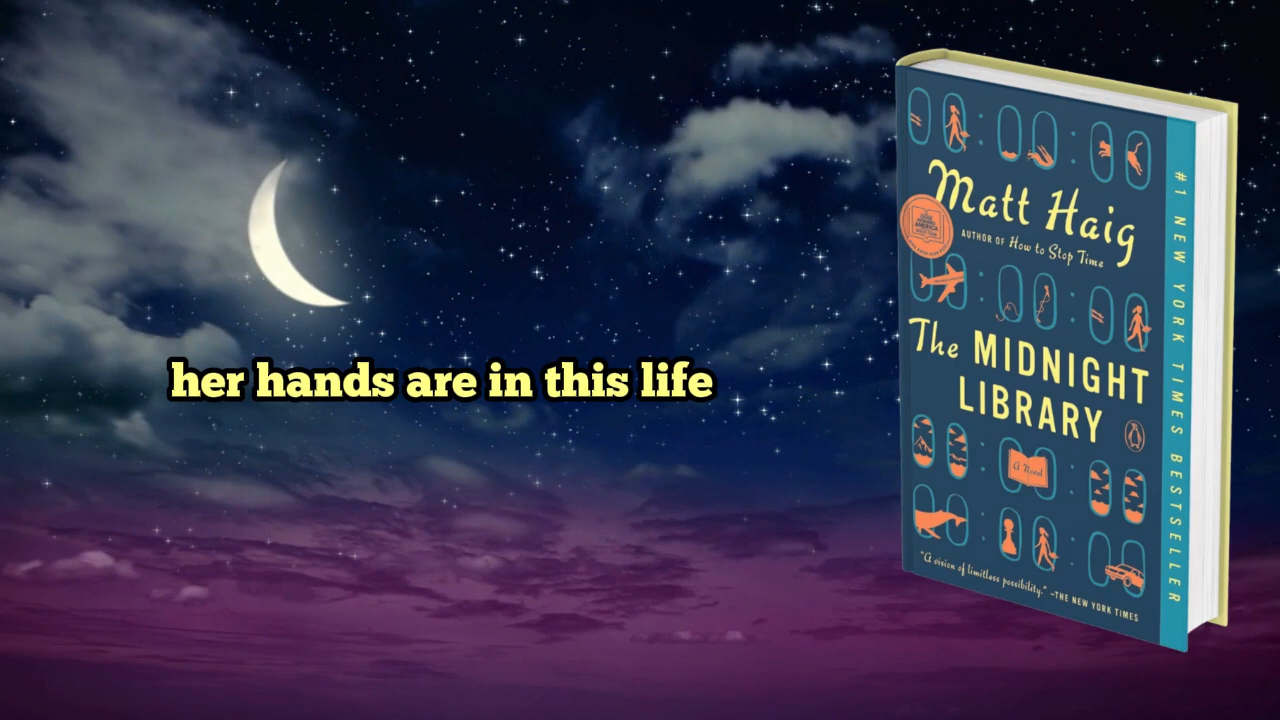 her hands are in this life
Matt Haig
AUTHOR OF How to Stop Time
The MIDNIGHT
LIBRARY
A Novel
"A vision of limitless possibility." –THE NEW YORK TIMES
#1 NEW YORK TIMES BESTSELLER